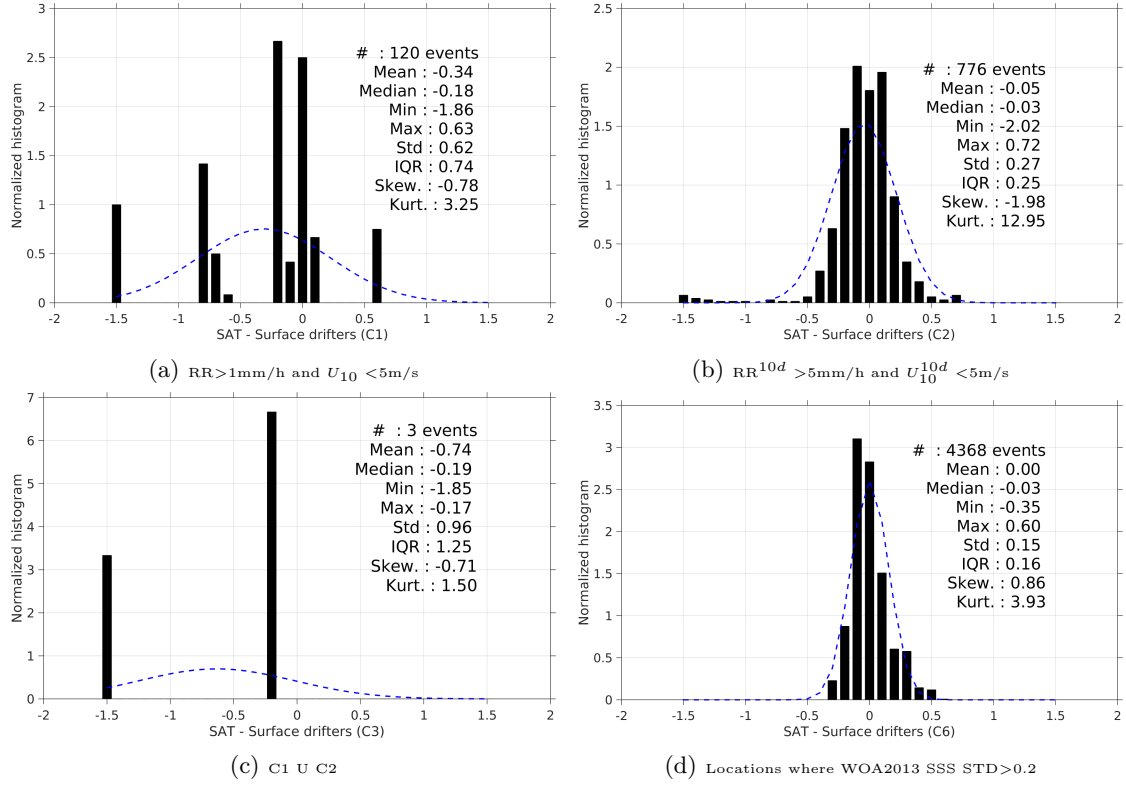 3
2.5
2
1.5
1
0.5
0
-2
-1.5
-1
-0.5
0
0.5
1
1.5
2
Normalized histogram
SAT - Surface drifters (C1)
# : 120 events
Mean : -0.34
Median : -0.18
Min : -1.86
Max : 0.63
Std : 0.62
IQR : 0.74
Skew. : -0.78
Kurt. : 3.25
(a) RR>1mm/h and U10 <5m/s
2.5
2
1.5
1
0.5
0
-2
-1.5
-1
-0.5
0
0.5
1
1.5
2
Normalized histogram
SAT - Surface drifters (C2)
# : 776 events
Mean : -0.05
Median : -0.03
Min : -2.02
Max : 0.72
Std : 0.27
IQR : 0.25
Skew. : -1.98
Kurt. : 12.95
(b) RR10d >5mm/h and U10 10d <5m/s
7
6
5
4
3
2
1
0
-2
-1.5
-1
-0.5
0
0.5
1
1.5
2
Normalized histogram
SAT - Surface drifters (C3)
# : 3 events
Mean : -0.74
Median : -0.19
Min : -1.85
Max : -0.17
Std : 0.96
IQR : 1.25
Skew. : -0.71
Kurt. : 1.50
(c) C1 U C2
3.5
3
2.5
2
1.5
1
0.5
0
-2
-1.5
-1
-0.5
0
0.5
1
1.5
2
Normalized histogram
SAT - Surface drifters (C6)
# : 4368 events
Mean : 0.00
Median : -0.03
Min : -0.35
Max : 0.60
Std : 0.15
IQR : 0.16
Skew. : 0.86
Kurt. : 3.93
(d) Locations where WOA2013 SSS STD>0.2